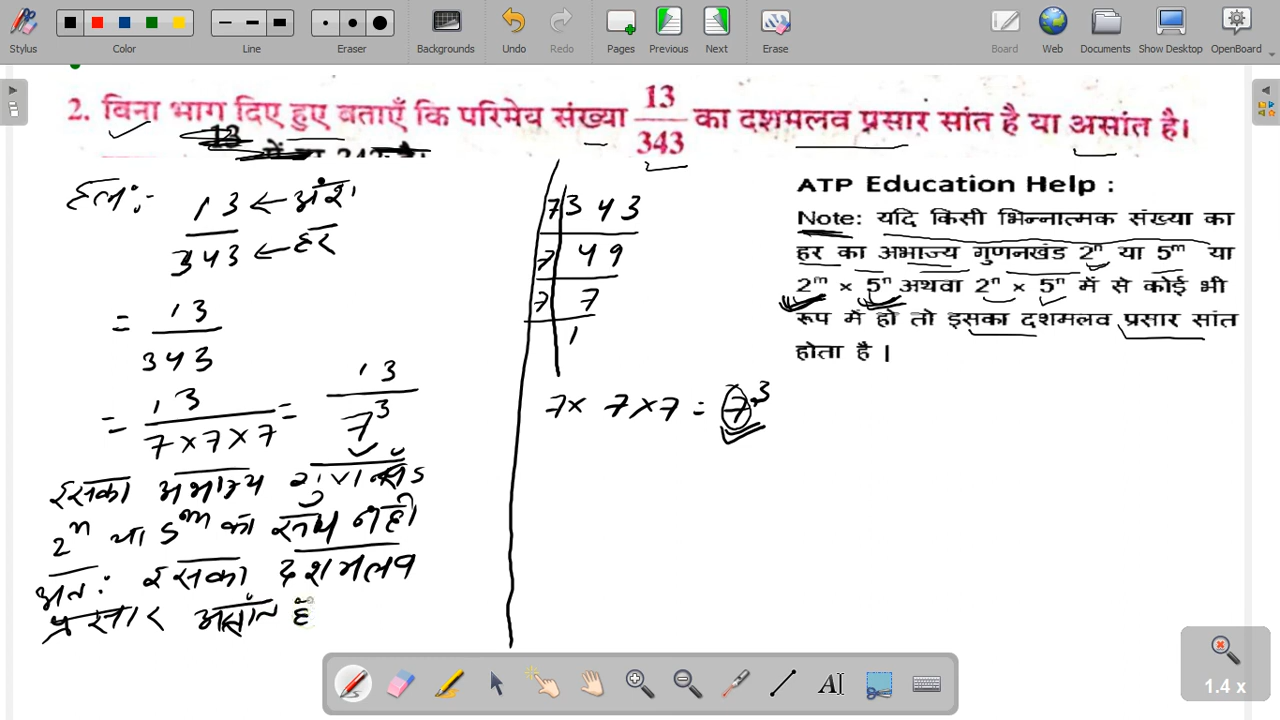 Stylus Color Line Eraser Backgrounds Undo Redo Pages Previous Next Erase Board Web Documents Show Desktop OpenBoard
2. विना भाग दिए हुए बताएँ कि परिमेय संख्या 13/343 का दशमलव प्रसार सांत है या असांत है।
हल:-
13 ← अंश
343 ← हर
= 13/343
= 13/7×7×7 = 13/7³
इसका अभाज्य
2ⁿ या 5ᵐ के रूप नहीं
अतः इसका दशमलव
प्रसार असांत है
7 343
7 49
7 7
1
7× 7×7 = 7³
ATP Education Help :
Note: यदि किसी भिन्नात्मक संख्या का
हर का अभाज्य गुणनखंड 2ⁿ या 5ᵐ या
2ᵐ × 5ⁿ अथवा 2ⁿ × 5ⁿ में से कोई भी
रूप में हो तो इसका दशमलव प्रसार सांत
होता है |
1.4 x